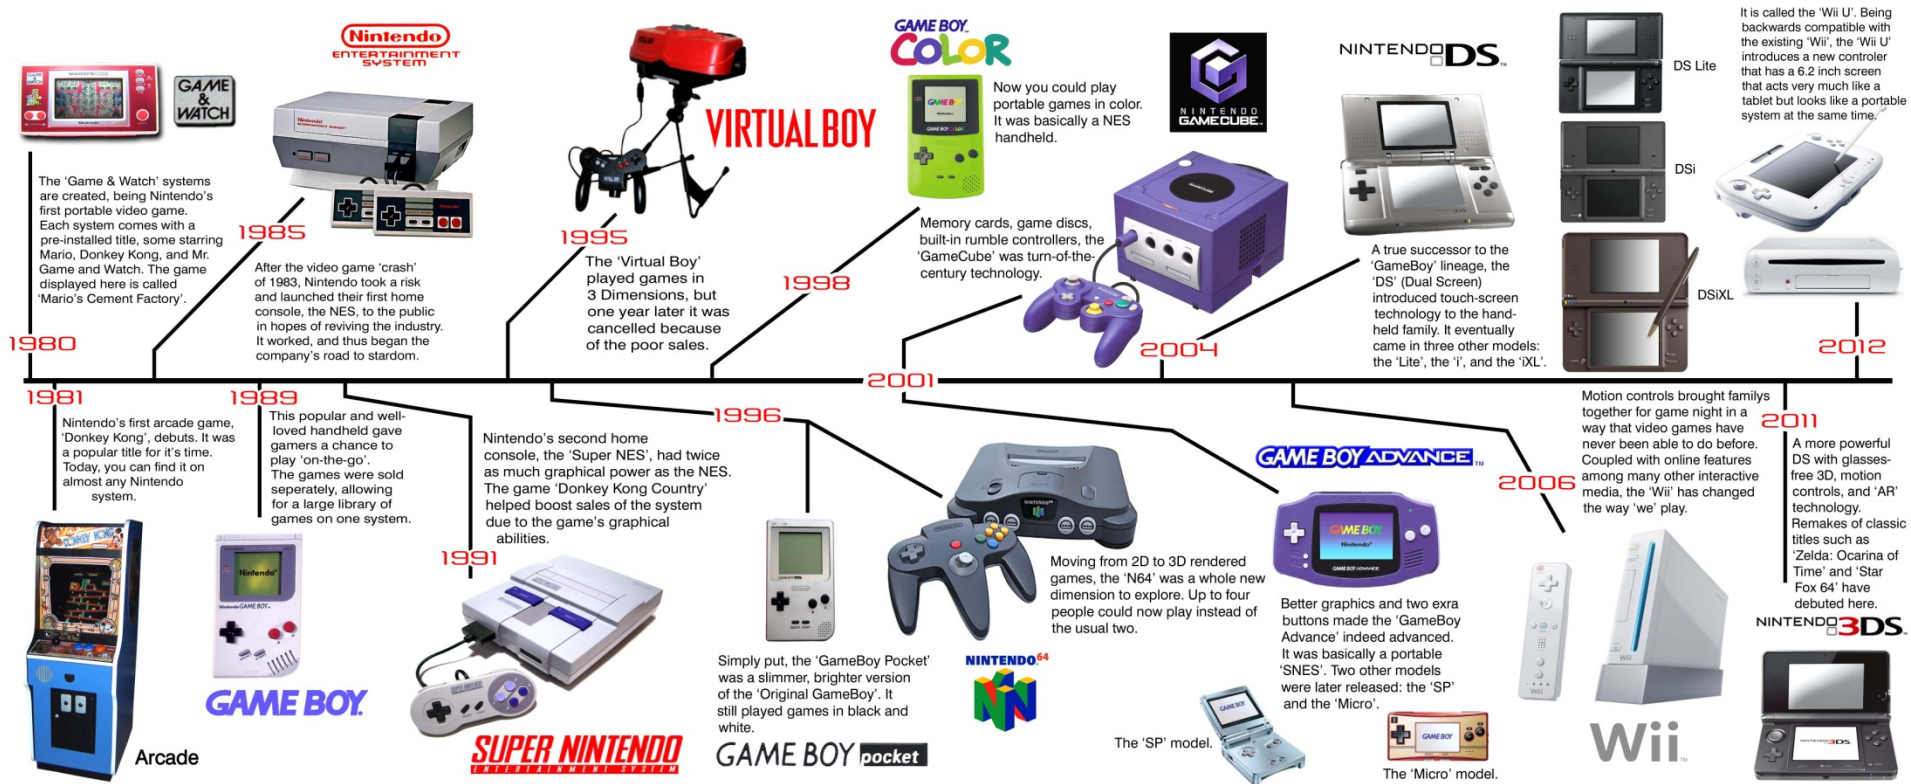 GAME
&
WATCH
The ‘Game & Watch’ systems
are created, being Nintendo’s
first portable video game.
Each system comes with a
pre-installed title, some starring
Mario, Donkey Kong, and Mr.
Game and Watch. The game
displayed here is called
‘Mario’s Cement Factory’.
1980
Nintendo
ENTERTAINMENT
SYSTEM
1985
After the video game ‘crash’
of 1983, Nintendo took a risk
and launched their first home
console, the NES, to the public
in hopes of reviving the industry.
It worked, and thus began the
company’s road to stardom.
VIRTUAL BOY
1995
The ‘Virtual Boy’
played games in
3 Dimensions, but
one year later it was
cancelled because
of the poor sales.
GAME BOY
COLOR
Now you could play
portable games in color.
It was basically a NES
handheld.
1998
NINTENDO
GAMECUBE™
Memory cards, game discs,
built-in rumble controllers, the
‘GameCube’ was turn-of-the-
century technology.
2001
NINTENDO DS™
2004
A true successor to the
‘GameBoy’ lineage, the
‘DS’ (Dual Screen)
introduced touch-screen
technology to the hand-
held family. It eventually
came in three other models:
the ‘Lite’, the ‘i’, and the ‘iXL’.
DS Lite
DSi
DSiXL
It is called the ‘Wii U’. Being
backwards compatible with
the existing ‘Wii’, the ‘Wii U’
introduces a new controler
that has a 6.2 inch screen
that acts very much like a
tablet but looks like a portable
system at the same time.
2012
1981
Nintendo’s first arcade game,
‘Donkey Kong’, debuts. It was
a popular title for it’s time.
Today, you can find it on
almost any Nintendo
system.
DONKEY KONG
Arcade
1989
This popular and well-
loved handheld gave
gamers a chance to
play ‘on-the-go’.
The games were sold
seperately, allowing
for a large library of
games on one system.
Nintendo
Nintendo GAME BOY
GAME BOY
1991
Nintendo’s second home
console, the ‘Super NES’, had twice
as much graphical power as the NES.
The game ‘Donkey Kong Country’
helped boost sales of the system
due to the game’s graphical
abilities.
SUPER NINTENDO
ENTERTAINMENT SYSTEM
1996
Simply put, the ‘GameBoy Pocket’
was a slimmer, brighter version
of the ‘Original GameBoy’. It
still played games in black and
white.
GAME BOY pocket
Moving from 2D to 3D rendered
games, the ‘N64’ was a whole new
dimension to explore. Up to four
people could now play instead of
the usual two.
NINTENDO 64
GAME BOY ADVANCE™
GAME BOY
Nintendo
GAME BOY ADVANCE
Better graphics and two exra
buttons made the ‘GameBoy
Advance’ indeed advanced.
It was basically a portable
‘SNES’. Two other models
were later released: the ‘SP’
and the ‘Micro’.
The ‘SP’ model.
GAME BOY
The ‘Micro’ model.
2006
Motion controls brought familys
together for game night in a
way that video games have
never been able to do before.
Coupled with online features
among many other interactive
media, the ‘Wii’ has changed
the way ‘we’ play.
Wii
Wii
Wii™
2011
A more powerful
DS with glasses-
free 3D, motion
controls, and ‘AR’
technology.
Remakes of classic
titles such as
‘Zelda: Ocarina of
Time’ and ‘Star
Fox 64’ have
debuted here.
NINTENDO 3DS™
NINTENDO 3DS